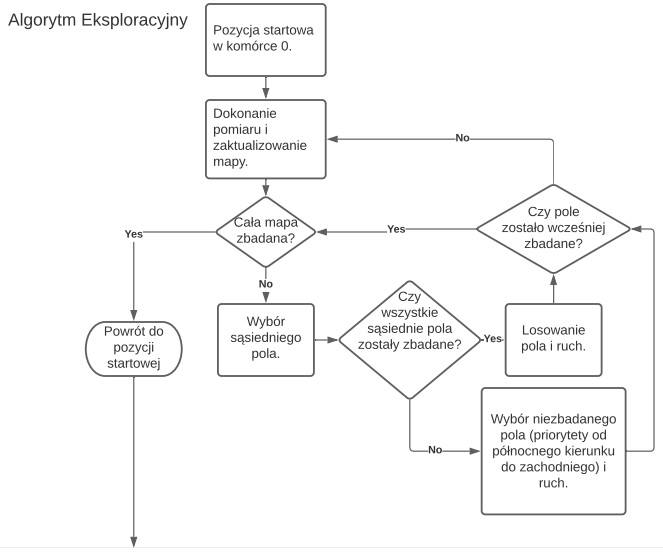 Algorytm Eksploracyjny
Pozycja startowa
w komórce 0.
Dokonanie
pomiaru i
zaktualizowanie
mapy.
No
Cała mapa
zbadana?
Yes
Yes
Czy pole
zostało wcześniej
zbadane?
No
Wybór
sąsiedniego
pola.
Czy
wszystkie
sąsiednie pola
zostały zbadane?
Yes
Losowanie
pola i ruch.
Powrót do
pozycji
startowej
No
Wybór niezbadanego
pola (priorytety od
północnego kierunku
do zachodniego) i
ruch.